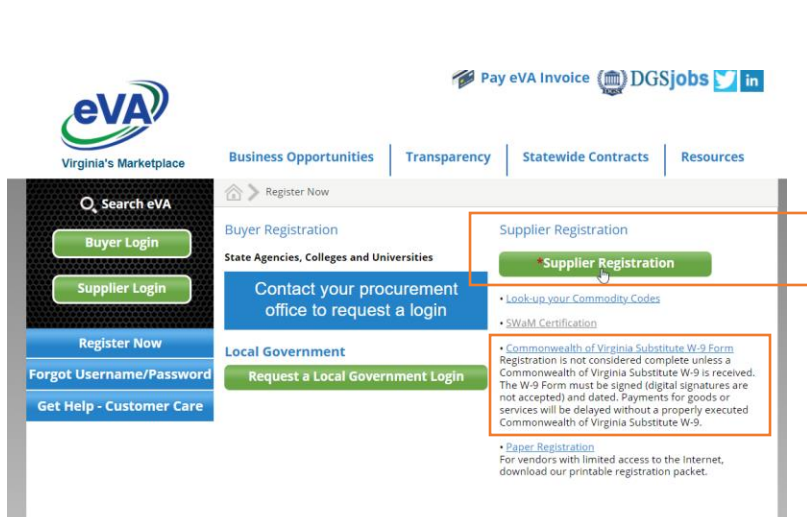 Pay eVA Invoice
DGSjobs
in
eVA
Virginia's Marketplace
Business Opportunities
Transparency
Statewide Contracts
Resources
Search eVA
Buyer Login
Supplier Login
Register Now
Forgot Username/Password
Get Help - Customer Care
Register Now
Buyer Registration
State Agencies, Colleges and Universities
Contact your procurement
office to request a login
Local Government
Request a Local Government Login
Supplier Registration
*Supplier Registration
• Look-up your Commodity Codes
• SWaM Certification
• Commonwealth of Virginia Substitute W-9 Form
Registration is not considered complete unless a
Commonwealth of Virginia Substitute W-9 is received.
The W-9 Form must be signed (digital signatures are
not accepted) and dated. Payments for goods or
services will be delayed without a properly executed
Commonwealth of Virginia Substitute W-9.
• Paper Registration
For vendors with limited access to the Internet,
download our printable registration packet.